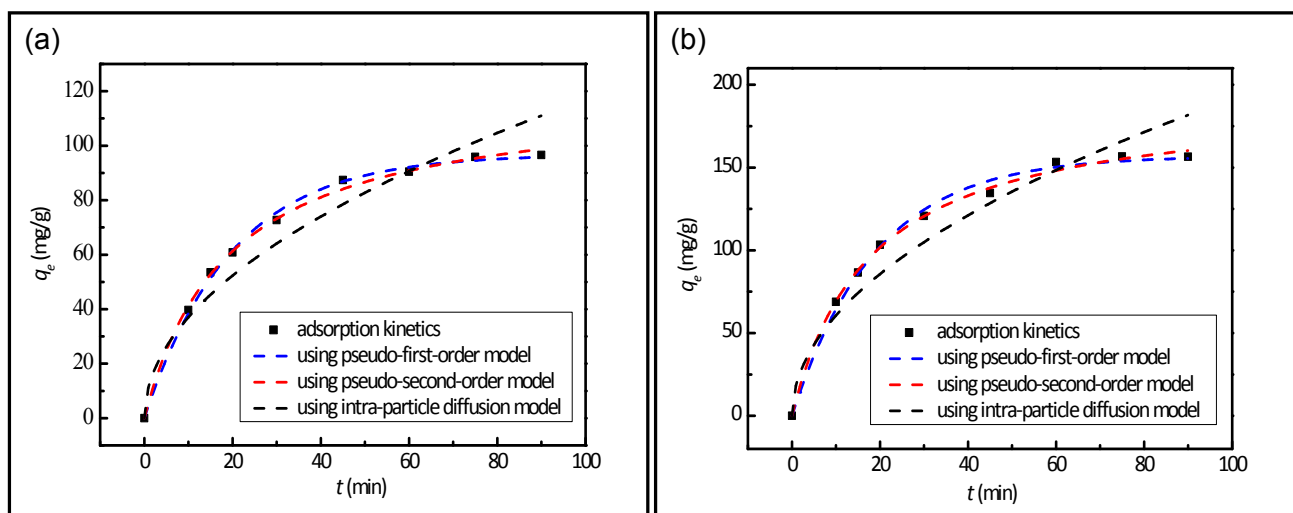 (a)
120
100
80
60
40
20
0
qe (mg/g)
0 20 40 60 80 100
t (min)
adsorption kinetics
using pseudo-first-order model
using pseudo-second-order model
using intra-particle diffusion model
(b)
200
150
100
50
0
qe (mg/g)
0 20 40 60 80 100
t (min)
adsorption kinetics
using pseudo-first-order model
using pseudo-second-order model
using intra-particle diffusion model